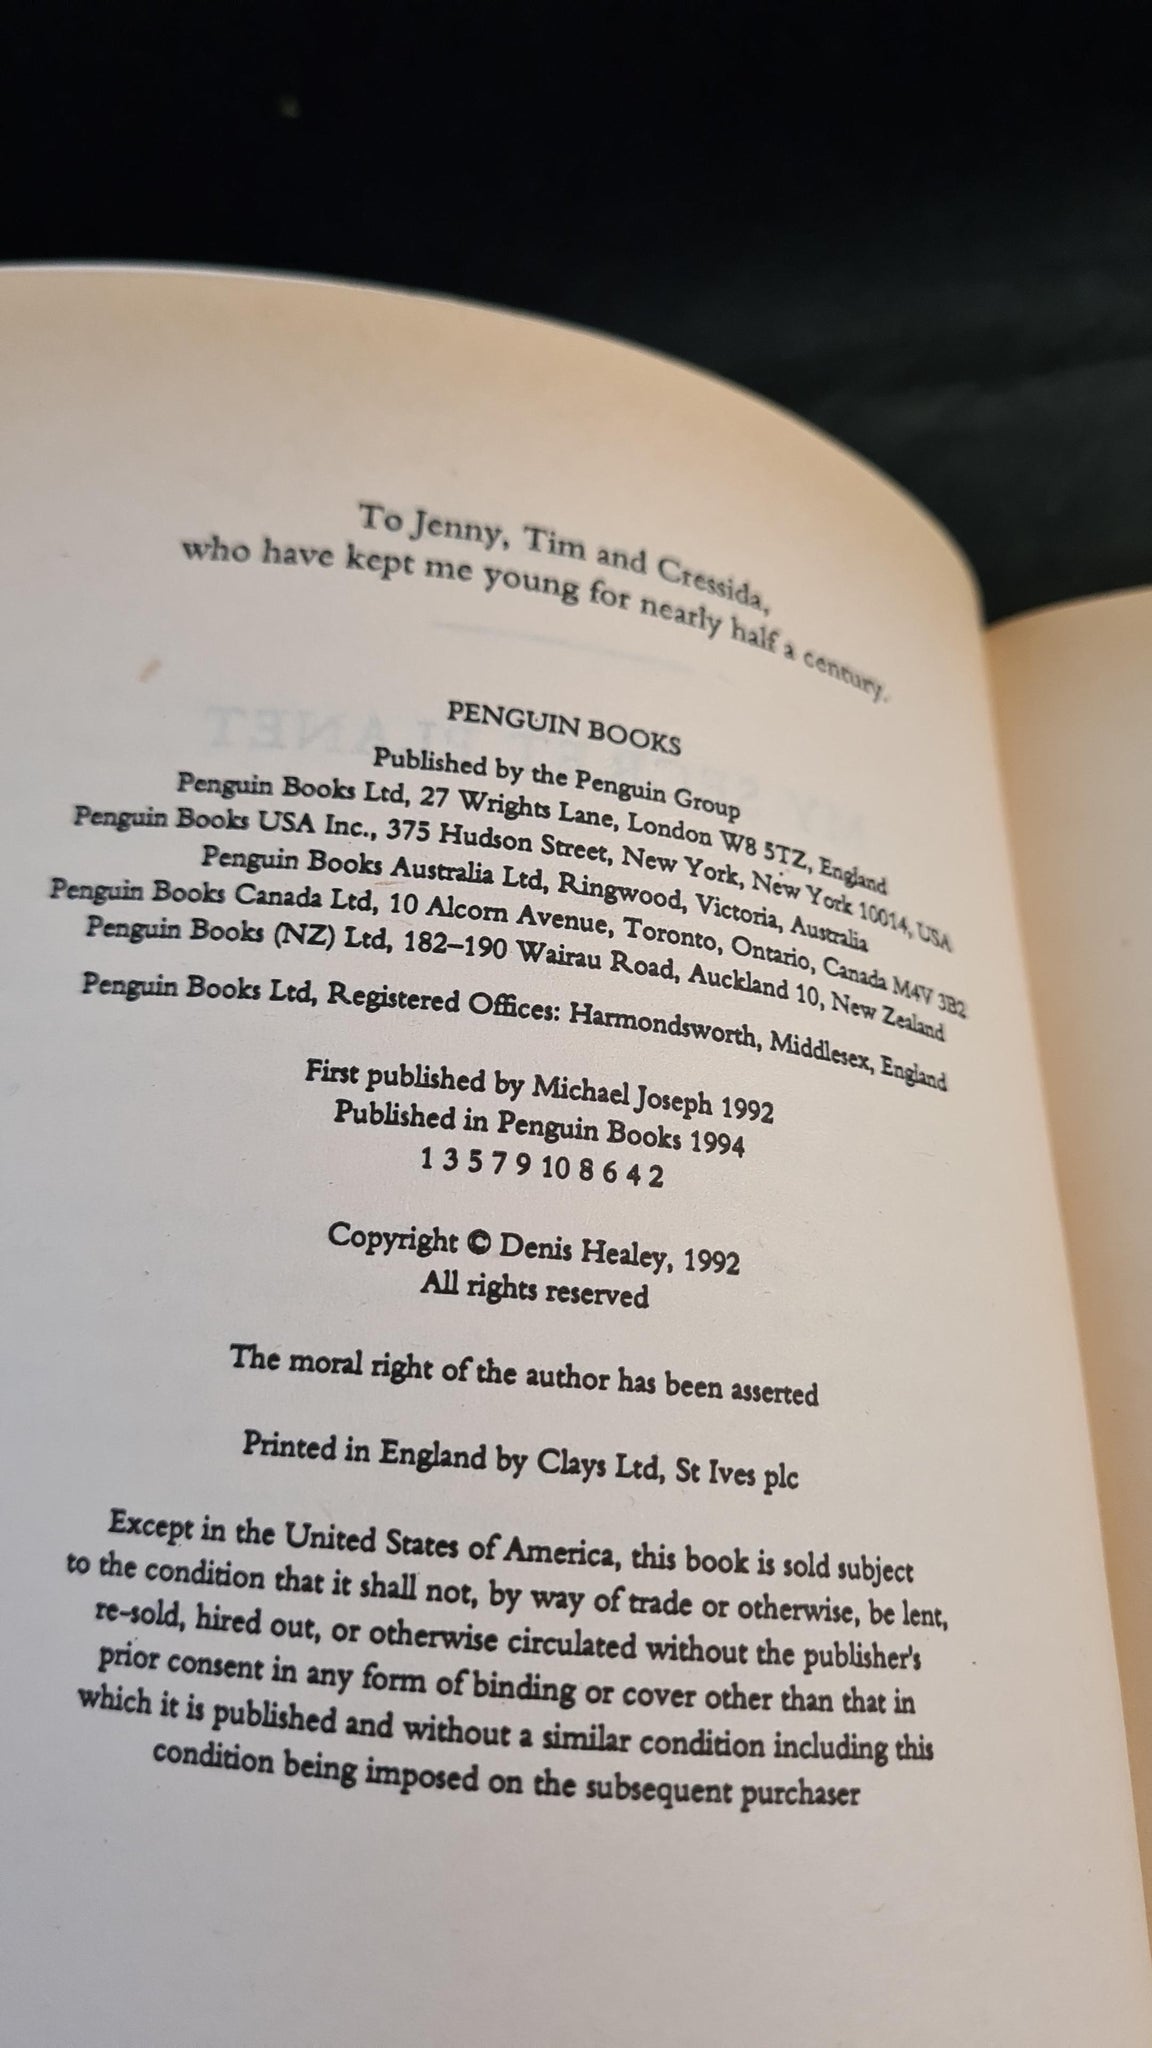 To Jenny, Tim and Cressida,
who have kept me young for nearly half a century.
PENGUIN BOOKS
Published by the Penguin Group
Penguin Books Ltd, 27 Wrights Lane, London W8 5TZ, England
Penguin Books USA Inc., 375 Hudson Street, New York, New York 10014, USA
Penguin Books Australia Ltd, Ringwood, Victoria, Australia
Penguin Books Canada Ltd, 10 Alcorn Avenue, Toronto, Ontario, Canada M4V 3B2
Penguin Books (NZ) Ltd, 182–190 Wairau Road, Auckland 10, New Zealand
Penguin Books Ltd, Registered Offices: Harmondsworth, Middlesex, England
First published by Michael Joseph 1992
Published in Penguin Books 1994
1 3 5 7 9 10 8 6 4 2
Copyright © Denis Healey, 1992
All rights reserved
The moral right of the author has been asserted
Printed in England by Clays Ltd, St Ives plc
Except in the United States of America, this book is sold subject
to the condition that it shall not, by way of trade or otherwise, be lent,
re-sold, hired out, or otherwise circulated without the publisher's
prior consent in any form of binding or cover other than that in
which it is published and without a similar condition including this
condition being imposed on the subsequent purchaser